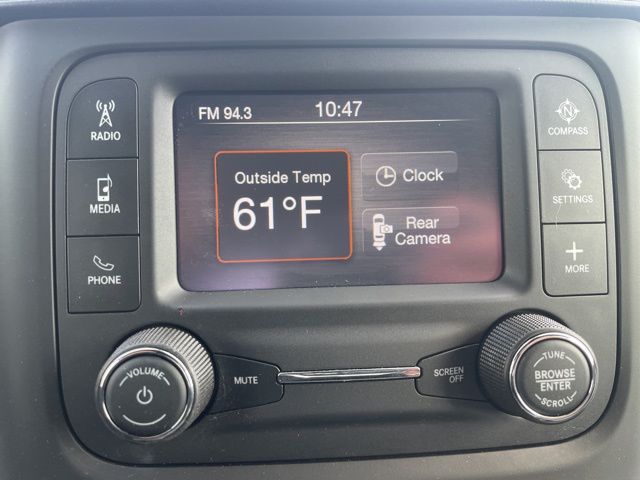 FM 94.3
10:47
Outside Temp
61°F
Clock
Rear
Camera
RADIO
MEDIA
PHONE
N
COMPASS
SETTINGS
MORE
VOLUME
MUTE
SCREEN
OFF
TUNE
BROWSE
ENTER
SCROLL